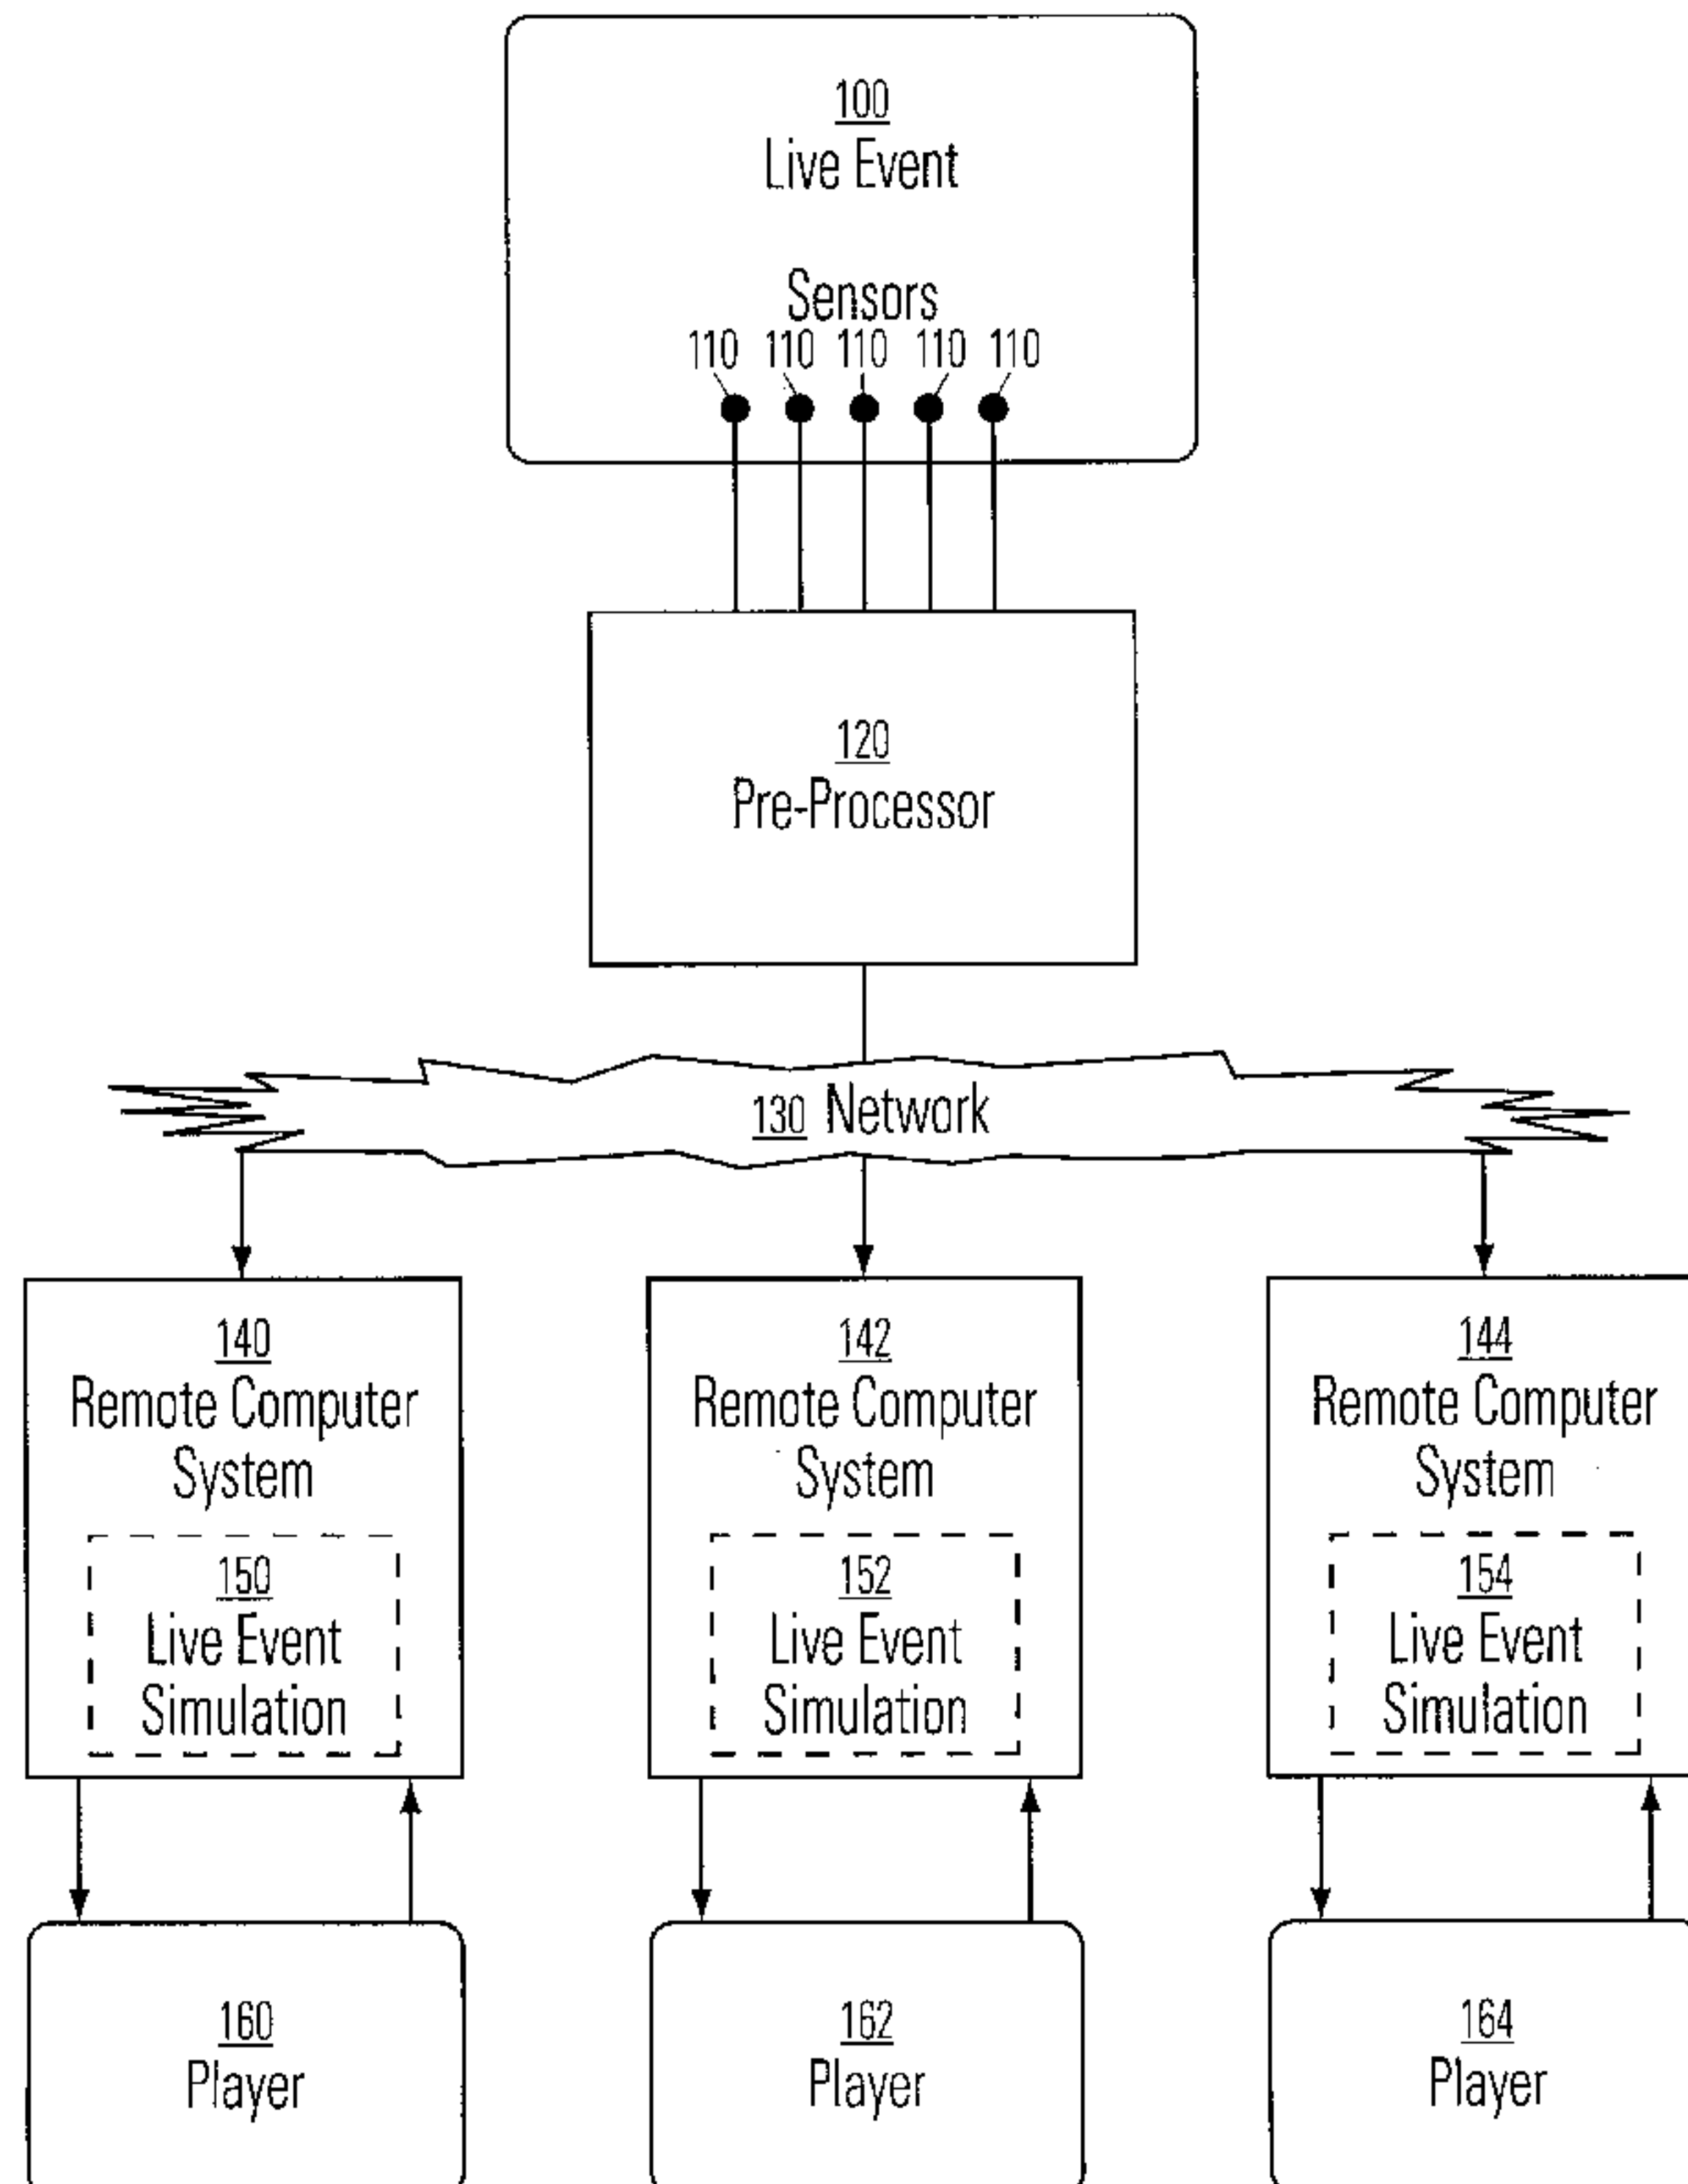 100
Live Event
Sensors
110 110 110 110 110
120
Pre-Processor
130 Network
140
Remote Computer
System
150
Live Event
Simulation
142
Remote Computer
System
152
Live Event
Simulation
144
Remote Computer
System
154
Live Event
Simulation
160
Player
162
Player
164
Player